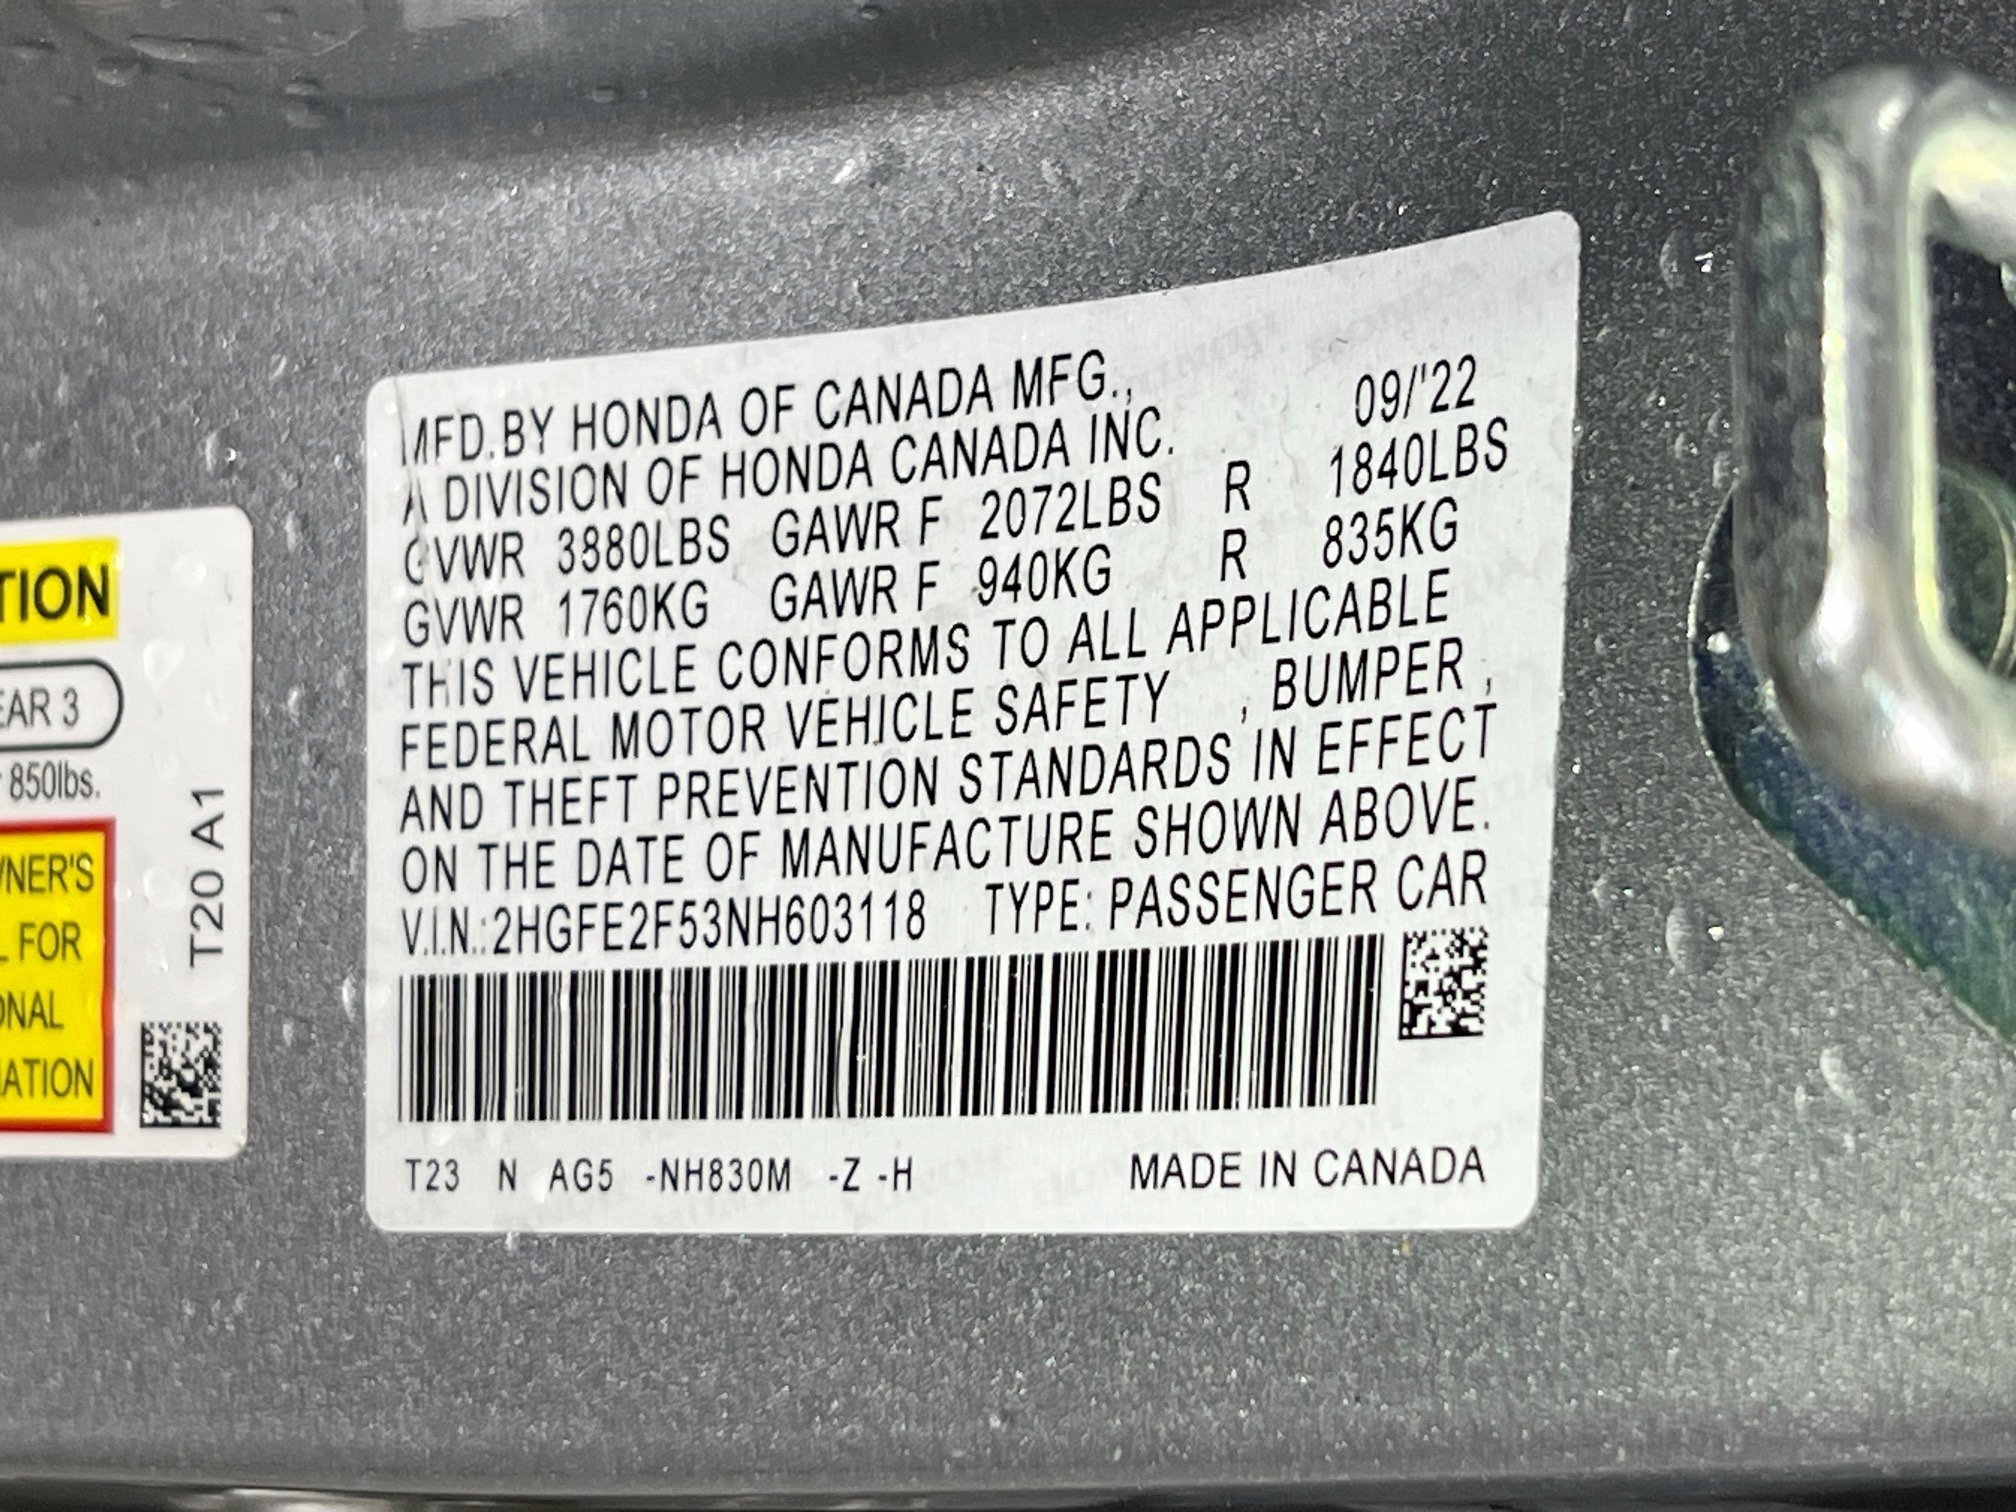 TION
EAR 3
850lbs.
NER'S
L FOR
ONAL
ATION
T20 A1
MFD.BY HONDA OF CANADA MFG., 09/'22
A DIVISION OF HONDA CANADA INC.
GVWR 3880LBS GAWR F 2072LBS R 1840LBS
GVWR 1760KG GAWR F 940KG R 835KG
THIS VEHICLE CONFORMS TO ALL APPLICABLE
FEDERAL MOTOR VEHICLE SAFETY , BUMPER ,
AND THEFT PREVENTION STANDARDS IN EFFECT
ON THE DATE OF MANUFACTURE SHOWN ABOVE.
V.I.N.:2HGFE2F53NH603118 TYPE: PASSENGER CAR
T23 N AG5 -NH830M -Z -H MADE IN CANADA